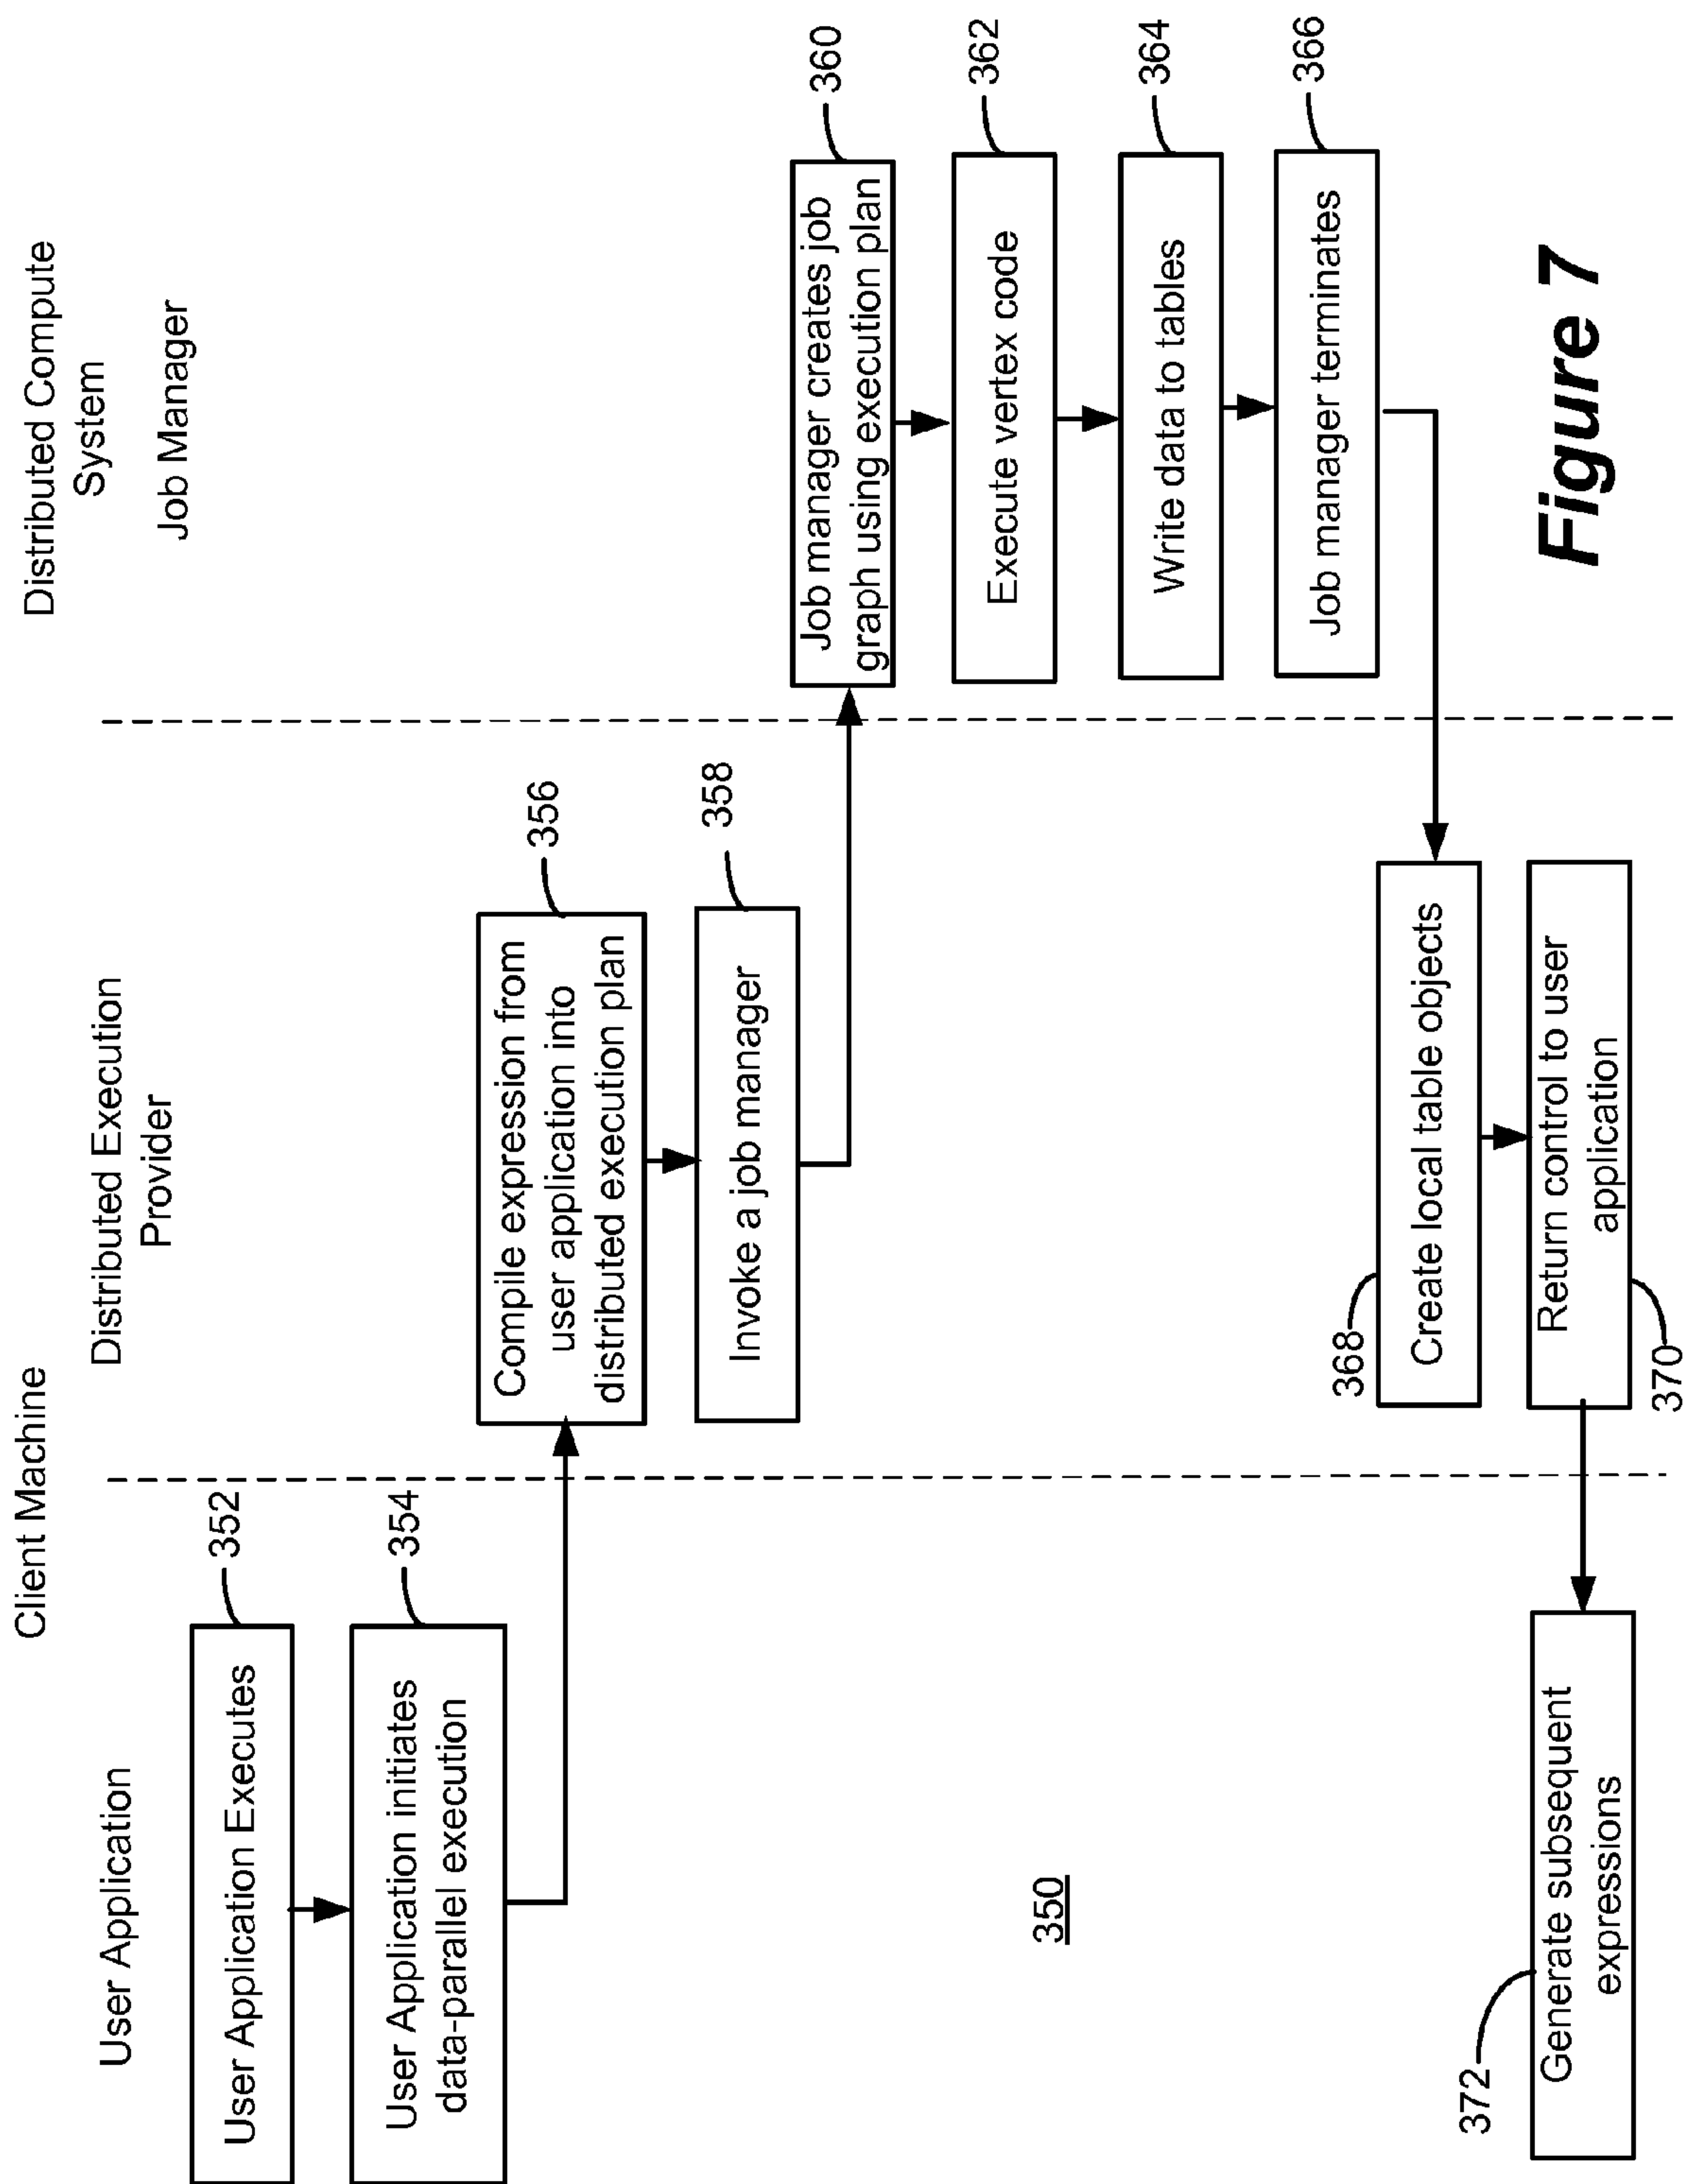 Client Machine
Distributed Compute
System
User Application
Distributed Execution
Provider
Job Manager
User Application Executes
352
User Application initiates
data-parallel execution
354
Compile expression from
user application into
distributed execution plan
356
Invoke a job manager
358
Job manager creates job
graph using execution plan
360
Execute vertex code
362
Write data to tables
364
Job manager terminates
366
368
Create local table objects
Return control to user
application
370
372
Generate subsequent
expressions
350
Figure 7